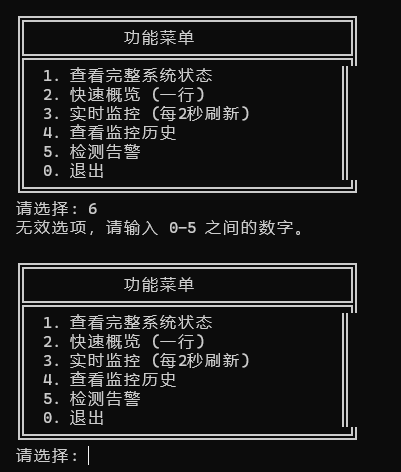 功能菜单
1. 查看完整系统状态
2. 快速概览 (一行)
3. 实时监控 (每2秒刷新)
4. 查看监控历史
5. 检测告警
0. 退出
请选择: 6
无效选项, 请输入 0-5 之间的数字。
功能菜单
1. 查看完整系统状态
2. 快速概览 (一行)
3. 实时监控 (每2秒刷新)
4. 查看监控历史
5. 检测告警
0. 退出
请选择: